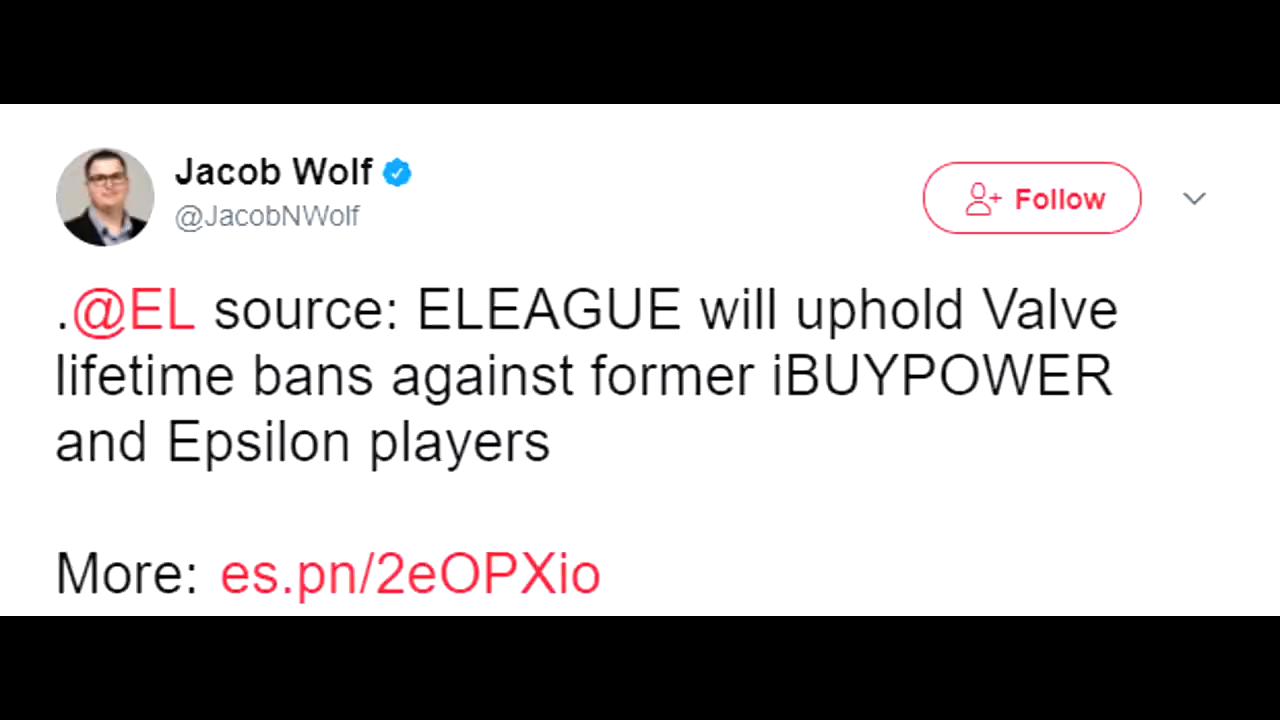 Jacob Wolf
@JacobNWolf
Follow
.@EL source: ELEAGUE will uphold Valve
lifetime bans against former iBUYPOWER
and Epsilon players
More: es.pn/2eOPXio